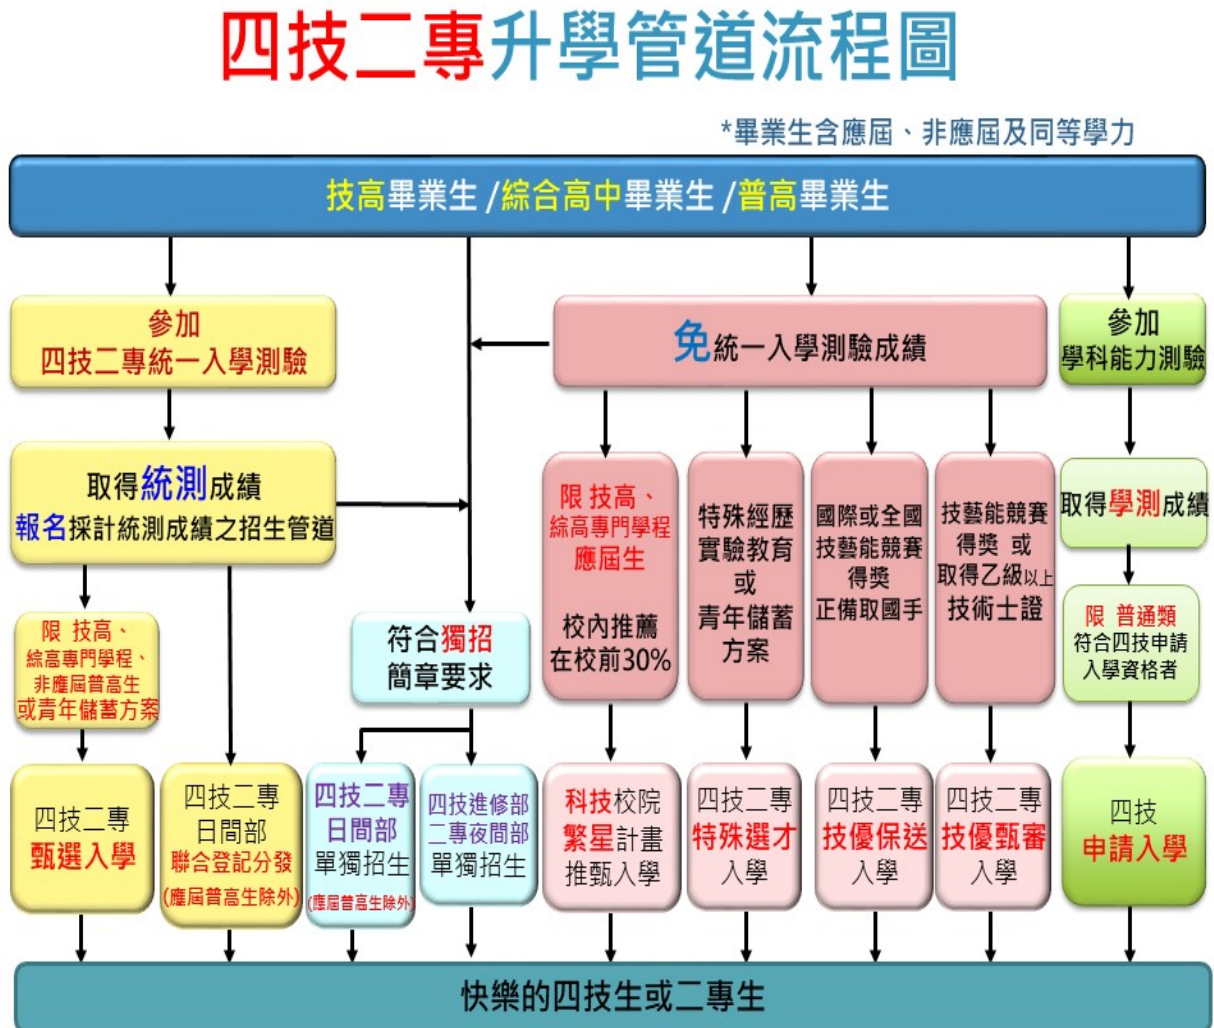 四技二專升學管道流程圖
*畢業生含應屆、非應屆及同等學力
技高畢業生/綜合高中畢業生/普高畢業生
參加
四技二專統一入學測驗
免統一入學測驗成績
參加
學科能力測驗
取得統測成績
報名採計統測成績之招生管道
限 技高、
綜高專門學程
應屆生
校內推薦
在校前30%
特殊經歷
實驗教育
或
青年儲蓄
方案
國際或全國
技藝能競賽
得獎
正備取國手
技藝能競賽
得獎 或
取得乙級以上
技術士證
取得學測成績
限 技高、
綜高專門學程、
非應屆普高生
或青年儲蓄方案
符合獨招
簡章要求
限 普通類
符合四技申請
入學資格者
四技二專
甄選入學
四技二專
日間部
聯合登記分發
(應屆普高生除外)
四技二專
日間部
單獨招生
(應屆普高生除外)
四技進修部
二專夜間部
單獨招生
科技校院
繁星計畫
推甄入學
四技二專
特殊選才
入學
四技二專
技優保送
入學
四技二專
技優甄審
入學
四技
申請入學
快樂的四技生或二專生